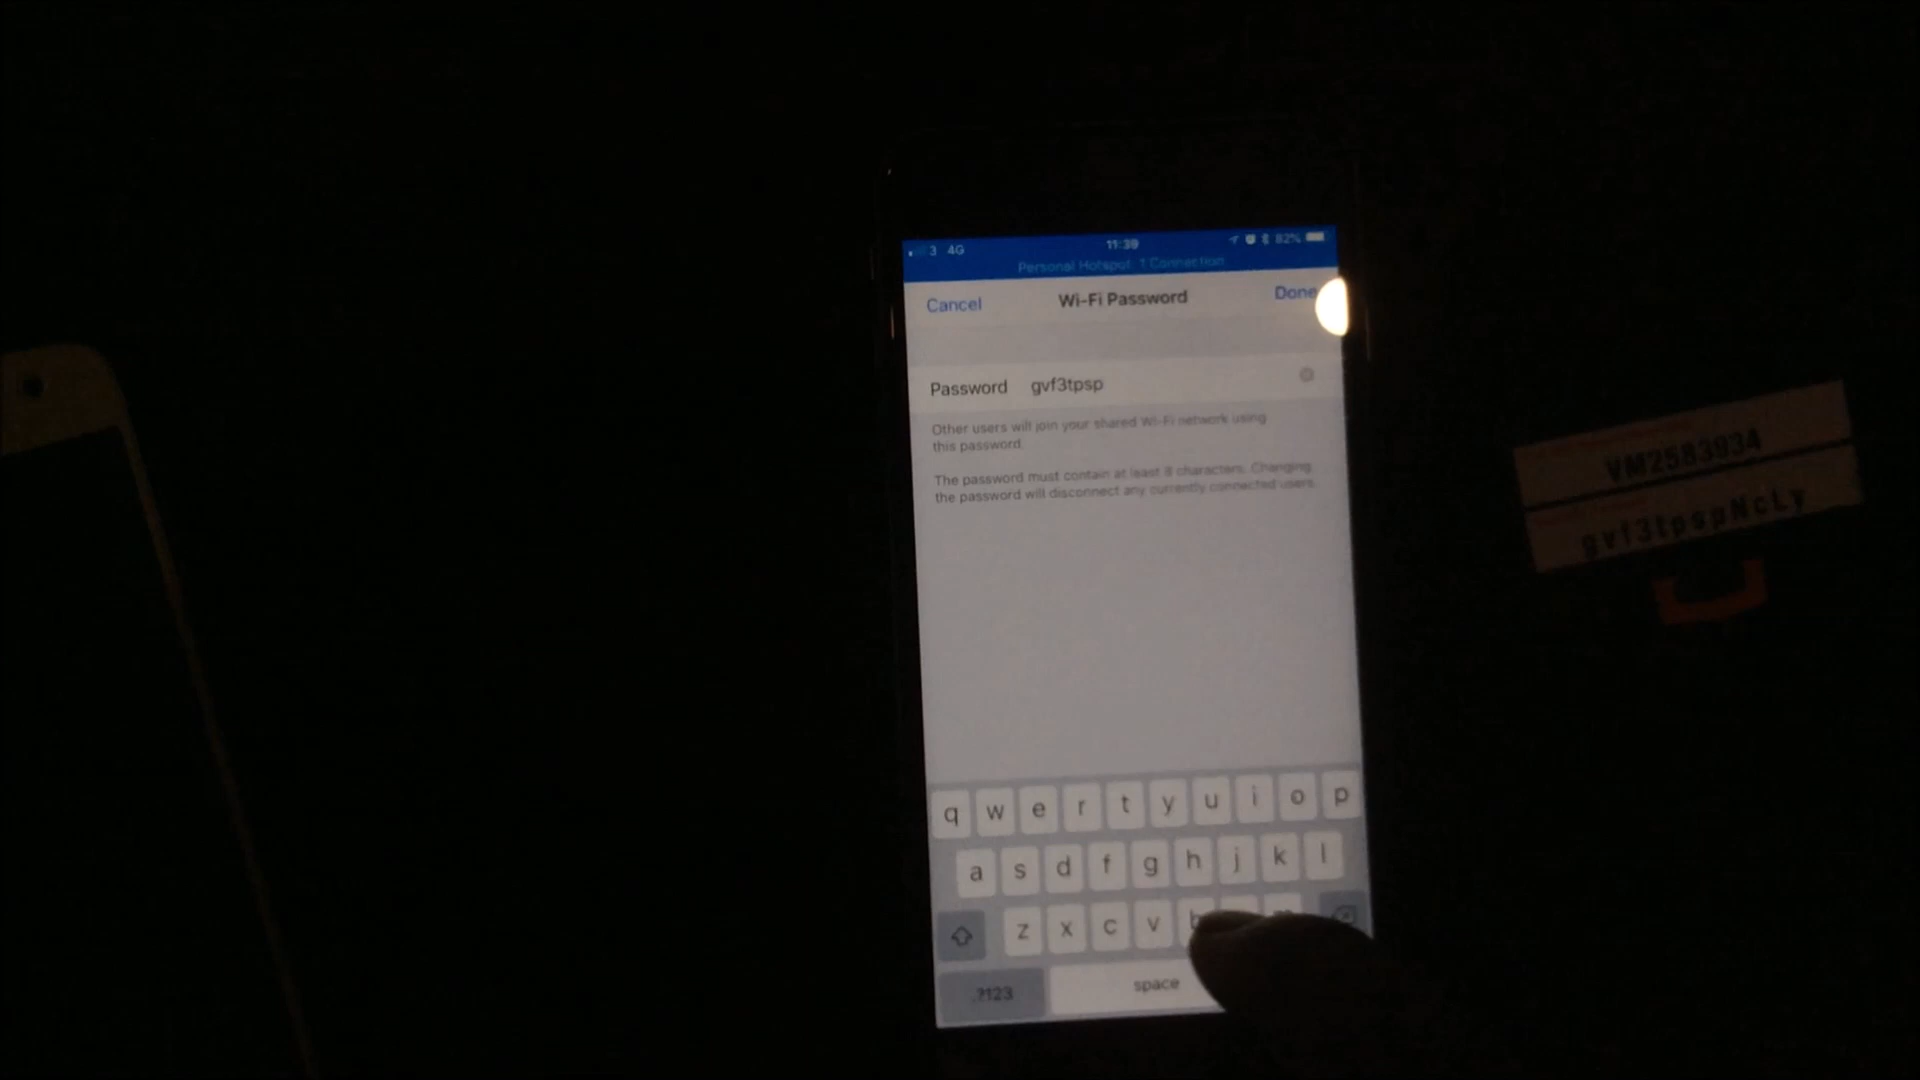 3 4G 11:39 82%
Personal Hotspot: 1 Connection
Cancel Wi-Fi Password Done
Password gvf3tpsp
Other users will join your shared Wi-Fi network using
this password.
The password must contain at least 8 characters. Changing
the password will disconnect any currently connected users.
q w e r t y u i o p
a s d f g h j k l
z x c v b
.?123 space
VM2583934
gvf3tpspNcLy